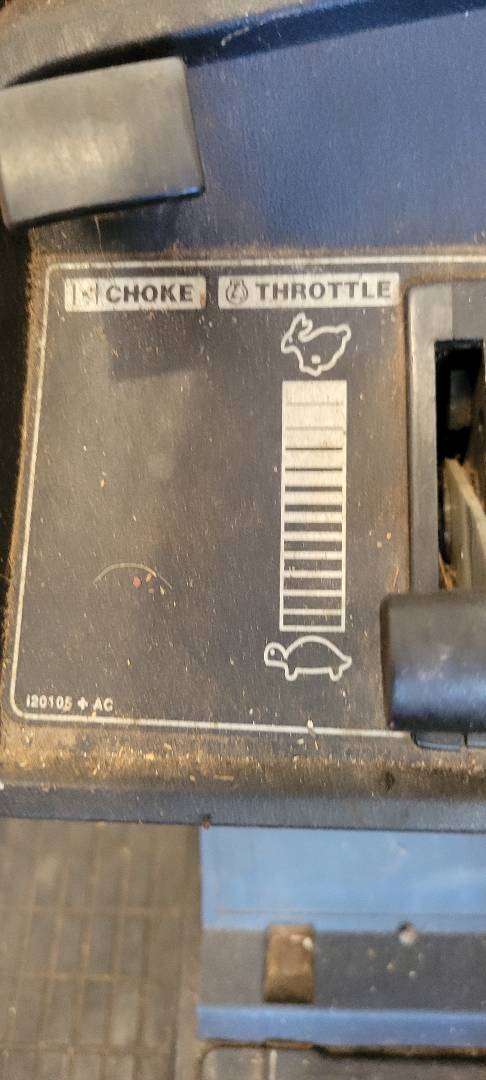 CHOKE
THROTTLE
120105 + AC